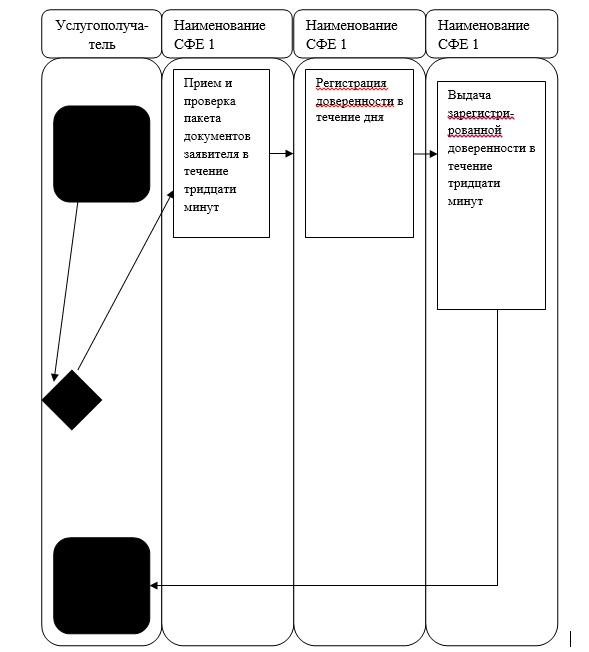 Услугополуча-
тель
Наименование
СФЕ 1
Наименование
СФЕ 1
Наименование
СФЕ 1
Прием и
проверка
пакета
документов
заявителя в
течение
тридцати
минут
Регистрация
доверенности в
течение дня
Выдача
зарегистри-
рованной
доверенности в
течение
тридцати
минут